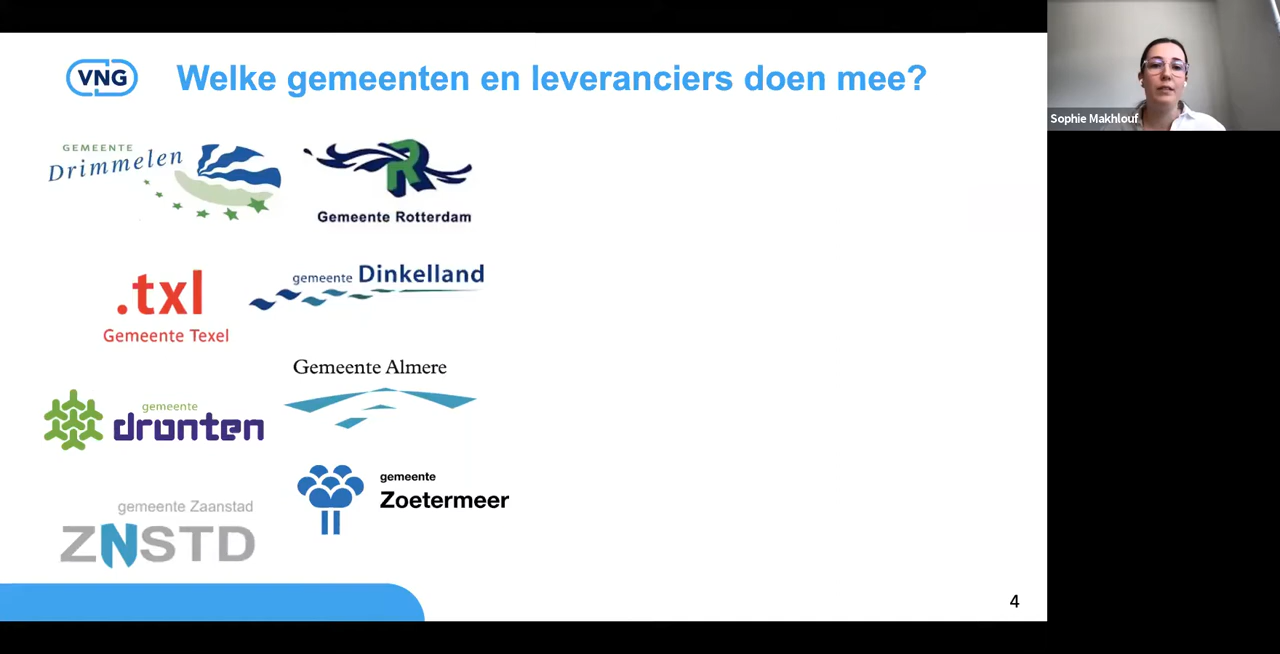 VNG
Welke gemeenten en leveranciers doen mee?
Sophie Makhlouf
GEMEENTE
Drimmelen
R
Gemeente Rotterdam
.txl
Gemeente Texel
gemeente Dinkelland
Gemeente Almere
gemeente
dronten
gemeente
Zoetermeer
gemeente Zaanstad
ZNSTD
4